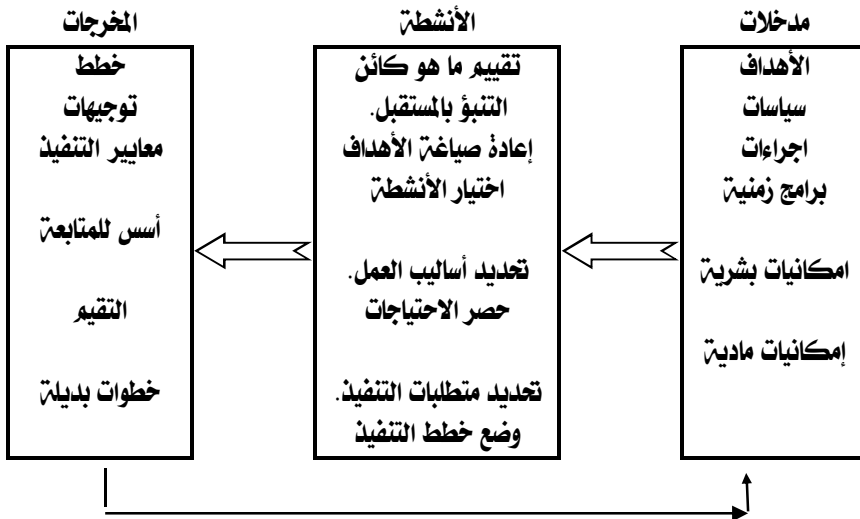 مدخلات
الأهداف
سياسات
اجراءات
برامج زمنية
امكانيات بشرية
إمكانيات مادية
الأنشطة
تقييم ما هو كائن
التنبؤ بالمستقبل.
إعادة صياغة الأهداف
اختيار الأنشطة
تحديد أساليب العمل.
حصر الاحتياجات
تحديد متطلبات التنفيذ.
وضع خطط التنفيذ
المخرجات
خطط
توجيهات
معايير التنفيذ
أسس للمتابعة
التقيم
خطوات بديلة